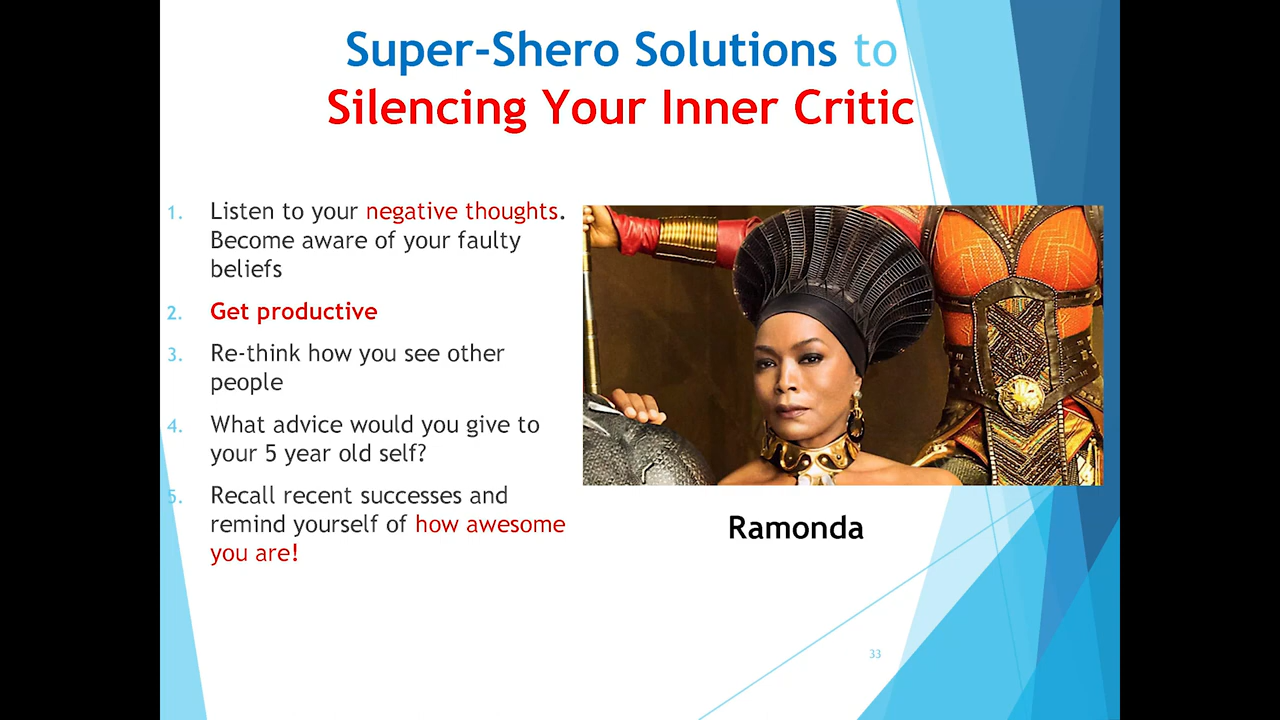 Super-Shero Solutions to
Silencing Your Inner Critic
1. Listen to your negative thoughts.
Become aware of your faulty
beliefs
2. Get productive
3. Re-think how you see other
people
4. What advice would you give to
your 5 year old self?
5. Recall recent successes and
remind yourself of how awesome
you are!
Ramonda
33